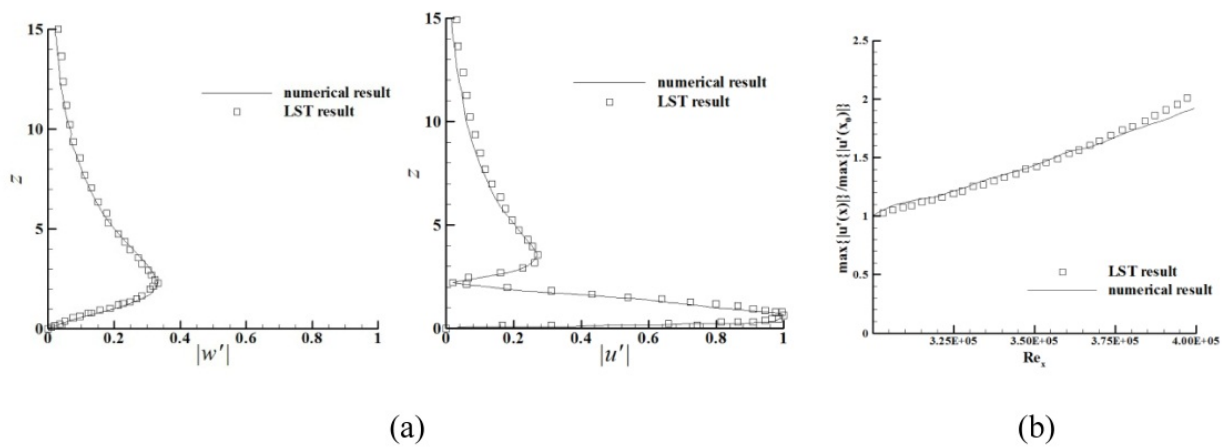 15
10
5
0
z
numerical result
LST result
0
0.2
0.4
0.6
0.8
1
|w'|
15
10
5
0
z
numerical result
LST result
0
0.2
0.4
0.6
0.8
1
|u'|
(a)
2.5
2
1.5
1
0.5
0
max{|u'(x)|}/max{|u'(x₀)|}
LST result
numerical result
3.25E+05
3.50E+05
3.75E+05
4.00E+05
Reₓ
(b)